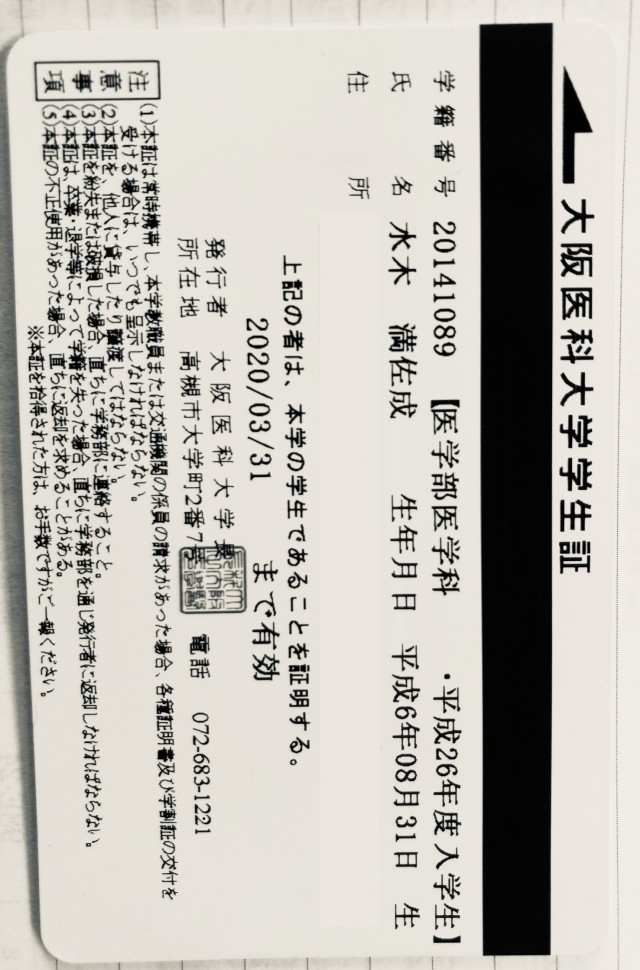 大阪医科大学学生証
学籍番号 20141089 【医学部医学科 ・平成26年度入学生】
氏名 水木 満佐成 生年月日 平成6年08月31日 生
住所
上記の者は、本学の学生であることを証明する。
2020/03/31 まで有効
発行者 大阪医科大学長
所在地 高槻市大学町2番7号 電話 072-683-1221
注意事項
(1)本証は常時携帯し、本学教職員または交通機関の係員の請求があった場合、各種証明書及び学割証の交付を
受ける場合は、いつでも呈示しなければならない。
(2)本証を、他人に貸与したり譲渡してはならない。
(3)本証を紛失または破損した場合、直ちに学務部に連絡すること。
(4)本証は、卒業・退学等によって学籍を失った場合、直ちに学務部を通じ発行者に返却しなければならない。
(5)本証の不正使用があった場合、直ちに返却を求めることがある。
※本証を拾得された方は、お手数ですがご一報ください。